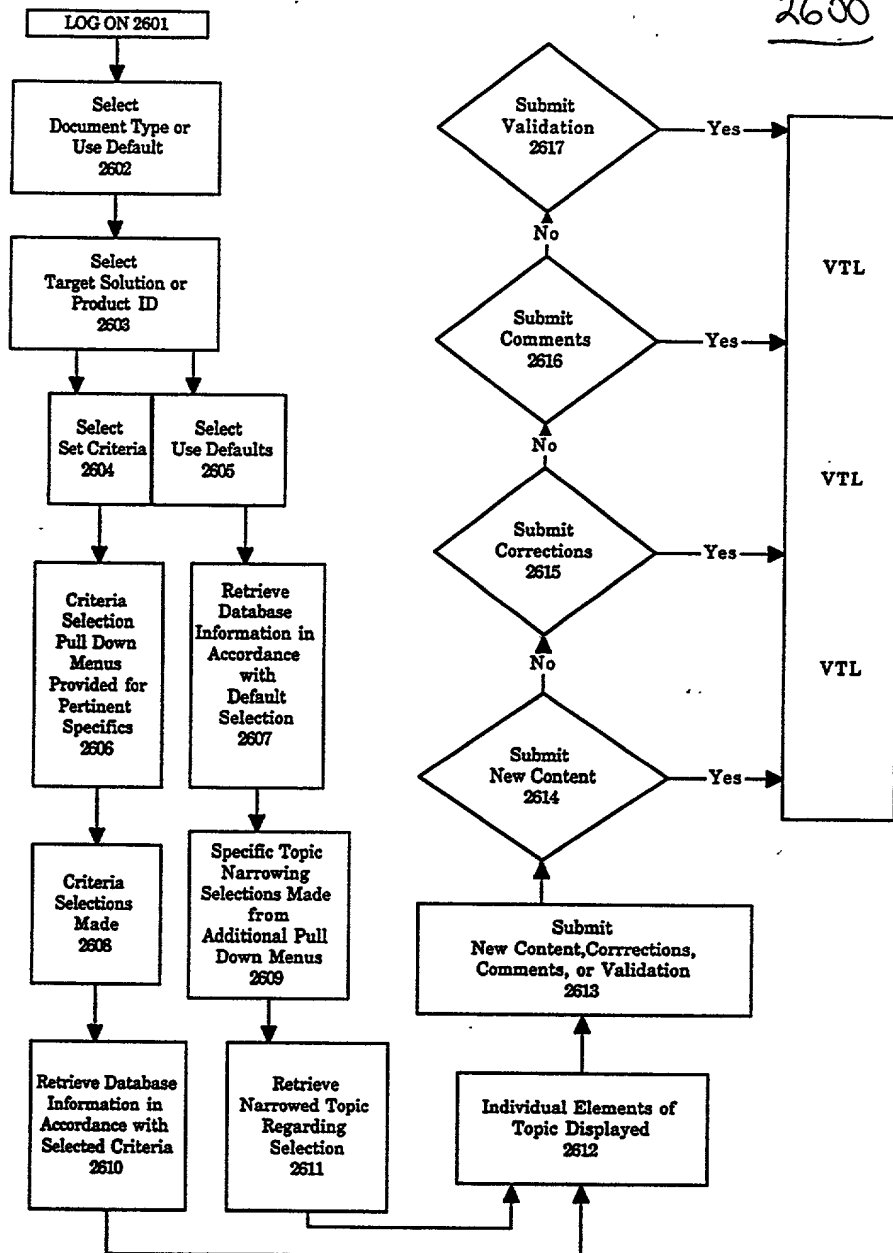 2600
LOG ON 2601
Select
Document Type or
Use Default
2602
Select
Target Solution or
Product ID
2603
Select
Set Criteria
2604
Select
Use Defaults
2605
Criteria
Selection
Pull Down
Menus
Provided for
Pertinent
Specifics
2606
Retrieve
Database
Information in
Accordance
with
Default
Selection
2607
Criteria
Selections
Made
2608
Specific Topic
Narrowing
Selections Made
from
Additional Pull
Down Menus
2609
Retrieve Database
Information in
Accordance with
Selected Criteria
2610
Retrieve
Narrowed Topic
Regarding
Selection
2611
Individual Elements of
Topic Displayed
2612
Submit
New Content,Corrrections,
Comments, or Validation
2613
Submit
New Content
2614
Yes
No
Submit
Corrections
2615
Yes
No
Submit
Comments
2616
Yes
No
Submit
Validation
2617
Yes
VTL
VTL
VTL